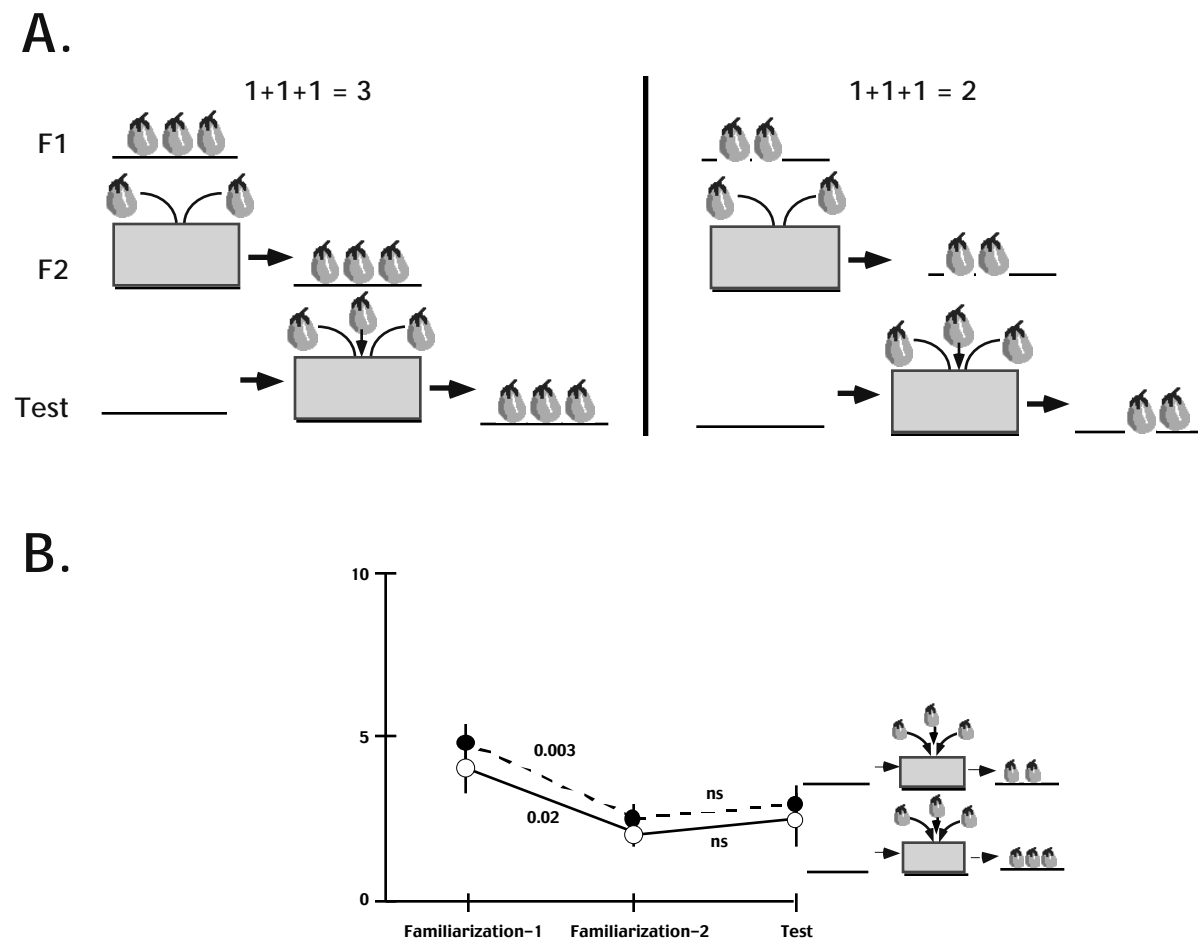 A.
1+1+1 = 3
1+1+1 = 2
F1
F2
Test
B.
10
5
0
0.003
0.02
ns
ns
Familiarization-1
Familiarization-2
Test